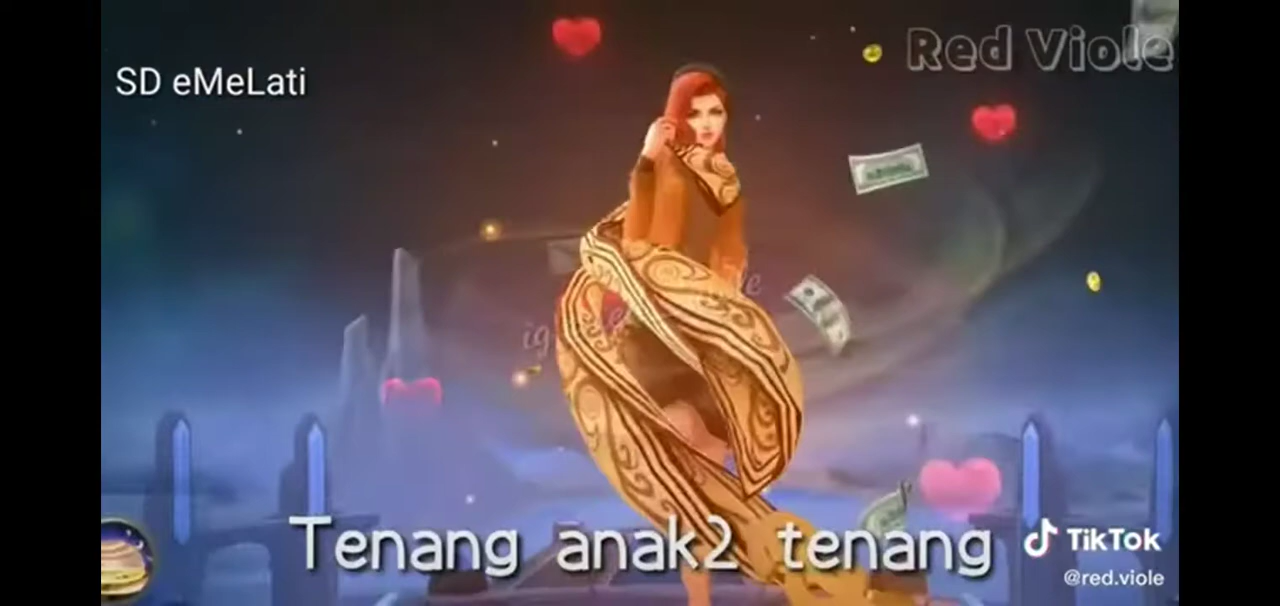 Red Viole
SD eMeLati
Tenang anak2 tenang
TikTok
@red.viole